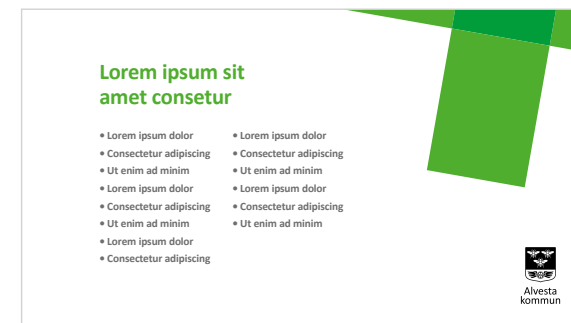 Lorem ipsum sit
amet consetur
• Lorem ipsum dolor
• Consectetur adipiscing
• Ut enim ad minim
• Lorem ipsum dolor
• Consectetur adipiscing
• Ut enim ad minim
• Lorem ipsum dolor
• Consectetur adipiscing
• Lorem ipsum dolor
• Consectetur adipiscing
• Ut enim ad minim
• Lorem ipsum dolor
• Consectetur adipiscing
• Ut enim ad minim
Alvesta
kommun